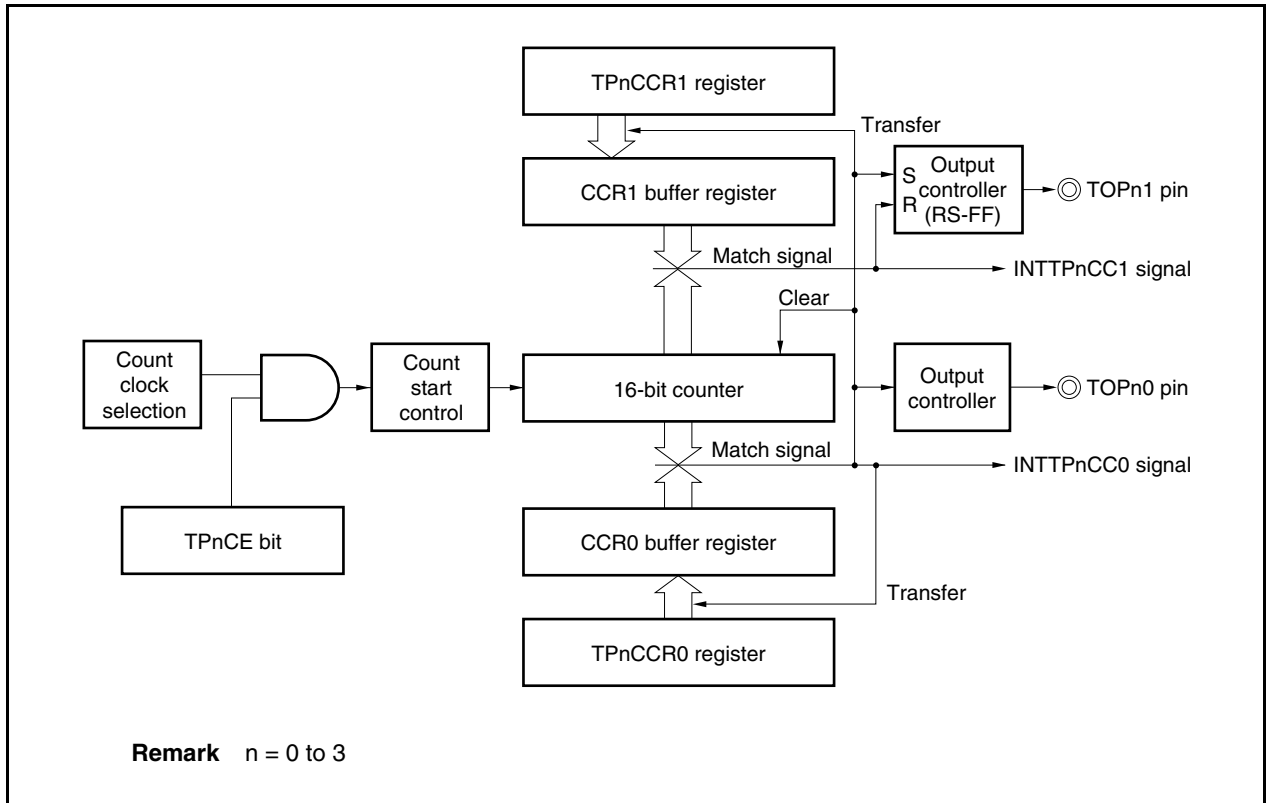 TPnCCR1 register
Transfer
CCR1 buffer register
S
R
Output
controller
(RS-FF)
TOPn1 pin
Match signal
INTTPnCC1 signal
Clear
Count
clock
selection
Count
start
control
16-bit counter
Output
controller
TOPn0 pin
Match signal
INTTPnCC0 signal
TPnCE bit
CCR0 buffer register
Transfer
TPnCCR0 register
Remark n = 0 to 3